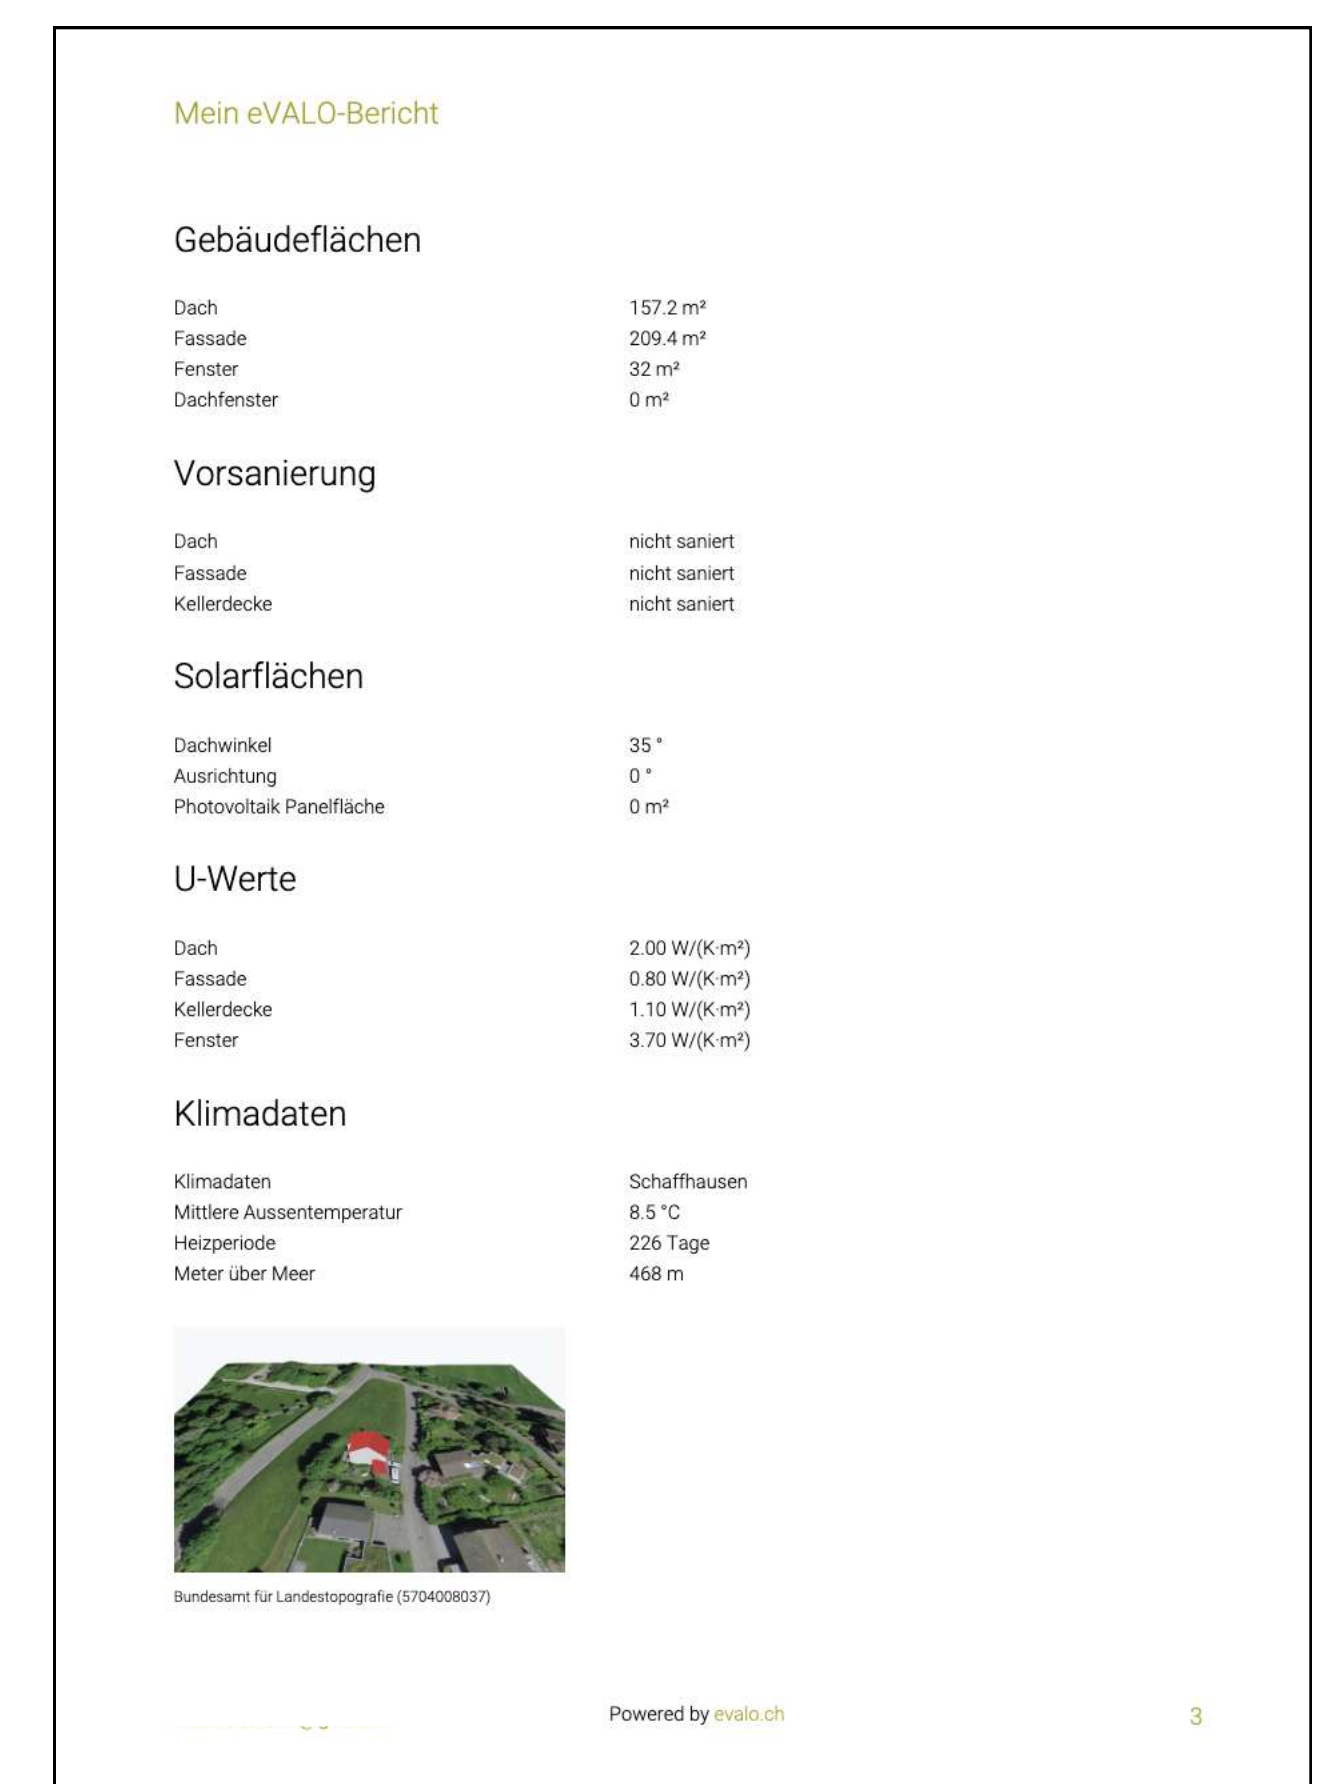 Mein eVALO-Bericht
Gebäudeflächen
Dach 157.2 m²
Fassade 209.4 m²
Fenster 32 m²
Dachfenster 0 m²
Vorsanierung
Dach nicht saniert
Fassade nicht saniert
Kellerdecke nicht saniert
Solarflächen
Dachwinkel 35 °
Ausrichtung 0 °
Photovoltaik Panelfläche 0 m²
U-Werte
Dach 2.00 W/(K·m²)
Fassade 0.80 W/(K·m²)
Kellerdecke 1.10 W/(K·m²)
Fenster 3.70 W/(K·m²)
Klimadaten
Klimadaten Schaffhausen
Mittlere Aussentemperatur 8.5 °C
Heizperiode 226 Tage
Meter über Meer 468 m
Bundesamt für Landestopografie (5704008037)
Powered by evalo.ch 3